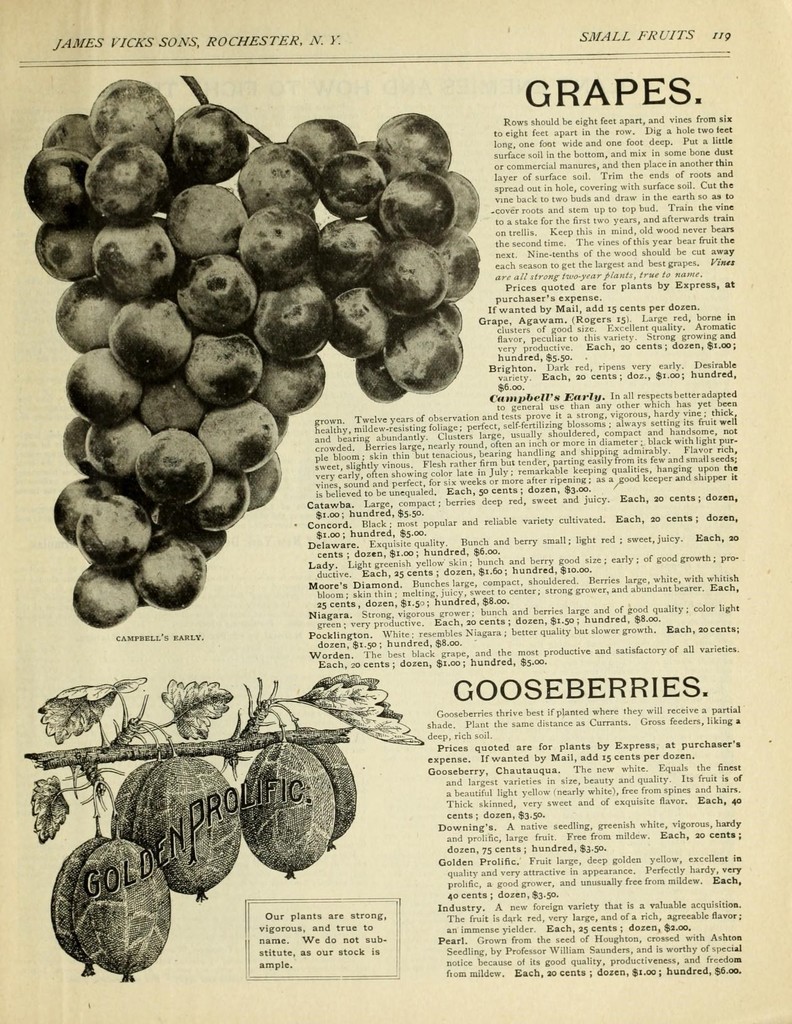 JAMES VICKS SONS, ROCHESTER, N. Y.
SMALL FRUITS 119
GRAPES.
Rows should be eight feet apart, and vines from six
to eight feet apart in the row. Dig a hole two feet
long, one foot wide and one foot deep. Put a little
surface soil in the bottom, and mix in some bone dust
or commercial manures, and then place in another thin
layer of surface soil. Trim the ends of roots and
spread out in hole, covering with surface soil. Cut the
vine back to two buds and draw in the earth so as to
cover roots and stem up to top bud. Train the vine
to a stake for the first two years, and afterwards train
on trellis. Keep this in mind, old wood never bears
the second time. The vines of this year bear fruit the
next. Nine-tenths of the wood should be cut away
each season to get the largest and best grapes. Vines
are all strong two-year plants, true to name.
Prices quoted are for plants by Express, at
purchaser's expense.
If wanted by Mail, add 15 cents per dozen.
Grape, Agawam. (Rogers 15). Large red, borne in
clusters of good size. Excellent quality. Aromatic
flavor, peculiar to this variety. Strong growing and
very productive. Each, 20 cents; dozen, $1.00;
hundred, $5.50.
Brighton. Dark red, ripens very early. Desirable
variety. Each, 20 cents; doz., $1.00; hundred,
$6.00.
Campbell's Early. In all respects better adapted
to general use than any other which has yet been
grown. Twelve years of observation and tests prove it a strong, vigorous, hardy vine; thick,
healthy, mildew-resisting foliage; perfect, self-fertilizing blossoms; always setting its fruit well
and bearing abundantly. Clusters large, usually shouldered, compact and handsome, not
crowded. Berries large, nearly round, often an inch or more in diameter; black with light pur-
ple bloom; skin thin but tenacious, bearing handling and shipping admirably. Flavor rich,
sweet, slightly vinous. Flesh rather firm but tender, parting easily from its few and small seeds;
very early, often showing color late in July; remarkable keeping qualities, hanging upon the
vines, sound and perfect, for six weeks or more after ripening; as a good keeper and shipper it
is believed to be unequaled. Each, 50 cents; dozen, $3.00.
Catawba. Large, compact; berries deep red, sweet and juicy. Each, 20 cents; dozen,
$1.00; hundred, $5.50.
Concord. Black; most popular and reliable variety cultivated. Each, 20 cents; dozen,
$1.00; hundred, $5.00.
Delaware. Exquisite quality. Bunch and berry small; light red; sweet, juicy. Each, 20
cents; dozen, $1.00; hundred, $6.00.
Lady. Light greenish yellow skin; bunch and berry good size; early; of good growth; pro-
ductive. Each, 25 cents; dozen, $1.60; hundred, $10.00.
Moore's Diamond. Bunches large, compact, shouldered. Berries large, white, with whitish
bloom; skin thin; melting, juicy, sweet to center; strong grower, and abundant bearer. Each,
25 cents, dozen, $1.50; hundred, $8.00.
Niagara. Strong, vigorous grower; bunch and berries large and of good quality; color light
green; very productive. Each, 20 cents; dozen, $1.50; hundred, $8.00.
Pocklington. White; resembles Niagara; better quality but slower growth. Each, 20 cents;
dozen, $1.50; hundred, $8.00.
Worden. The best black grape, and the most productive and satisfactory of all varieties.
Each, 20 cents; dozen, $1.00; hundred, $5.00.
CAMPBELL'S EARLY.
GOOSEBERRIES.
Gooseberries thrive best if planted where they will receive a partial
shade. Plant the same distance as Currants. Gross feeders, liking a
deep, rich soil.
Prices quoted are for plants by Express, at purchaser's
expense. If wanted by Mail, add 15 cents per dozen.
Gooseberry, Chautauqua. The new white. Equals the finest
and largest varieties in size, beauty and quality. Its fruit is of
a beautiful light yellow (nearly white), free from spines and hairs.
Thick skinned, very sweet and of exquisite flavor. Each, 40
cents; dozen, $3.50.
Downing's. A native seedling, greenish white, vigorous, hardy
and prolific, large fruit. Free from mildew. Each, 20 cents;
dozen, 75 cents; hundred, $3.50.
Golden Prolific. Fruit large, deep golden yellow, excellent in
quality and very attractive in appearance. Perfectly hardy, very
prolific, a good grower, and unusually free from mildew. Each,
40 cents; dozen, $3.50.
Industry. A new foreign variety that is a valuable acquisition.
The fruit is dark red, very large, and of a rich, agreeable flavor;
an immense yielder. Each, 25 cents; dozen, $2.00.
Pearl. Grown from the seed of Houghton, crossed with Ashton
Seedling, by Professor William Saunders, and is worthy of special
notice because of its good quality, productiveness, and freedom
from mildew. Each, 20 cents; dozen, $1.00; hundred, $6.00.
GOLDEN PROLIFIC.
Our plants are strong,
vigorous, and true to
name. We do not sub-
stitute, as our stock is
ample.